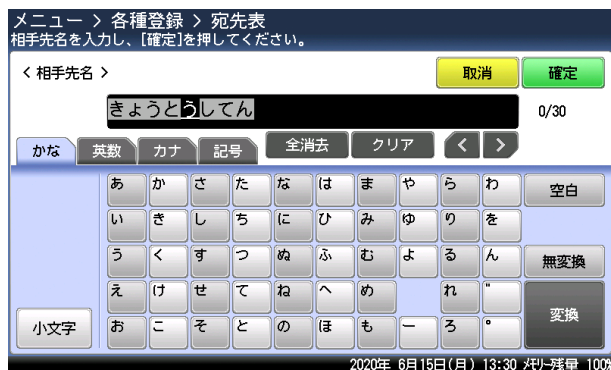 メニュー > 各種登録 > 宛先表
相手先名を入力し、[確定]を押してください。
< 相手先名 >
取消
確定
きょうとうしてん
0/30
かな
英数
カナ
記号
全消去
クリア
<
>
あ か さ た な は ま や ら わ
空白
い き し ち に ひ み ゆ り を
う く す つ ぬ ふ む よ る ん
無変換
え け せ て ね へ め れ ゛
変換
小文字
お こ そ と の ほ も ー ろ ゜
2020年 6月15日(月) 13:30 メモリー残量 100%